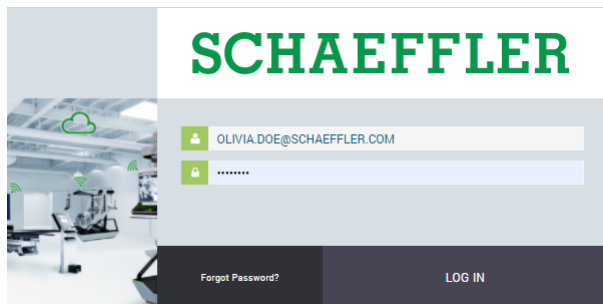 SCHAEFFLER
OLIVIA.DOE@SCHAEFFLER.COM
••••••••
Forgot Password?
LOG IN